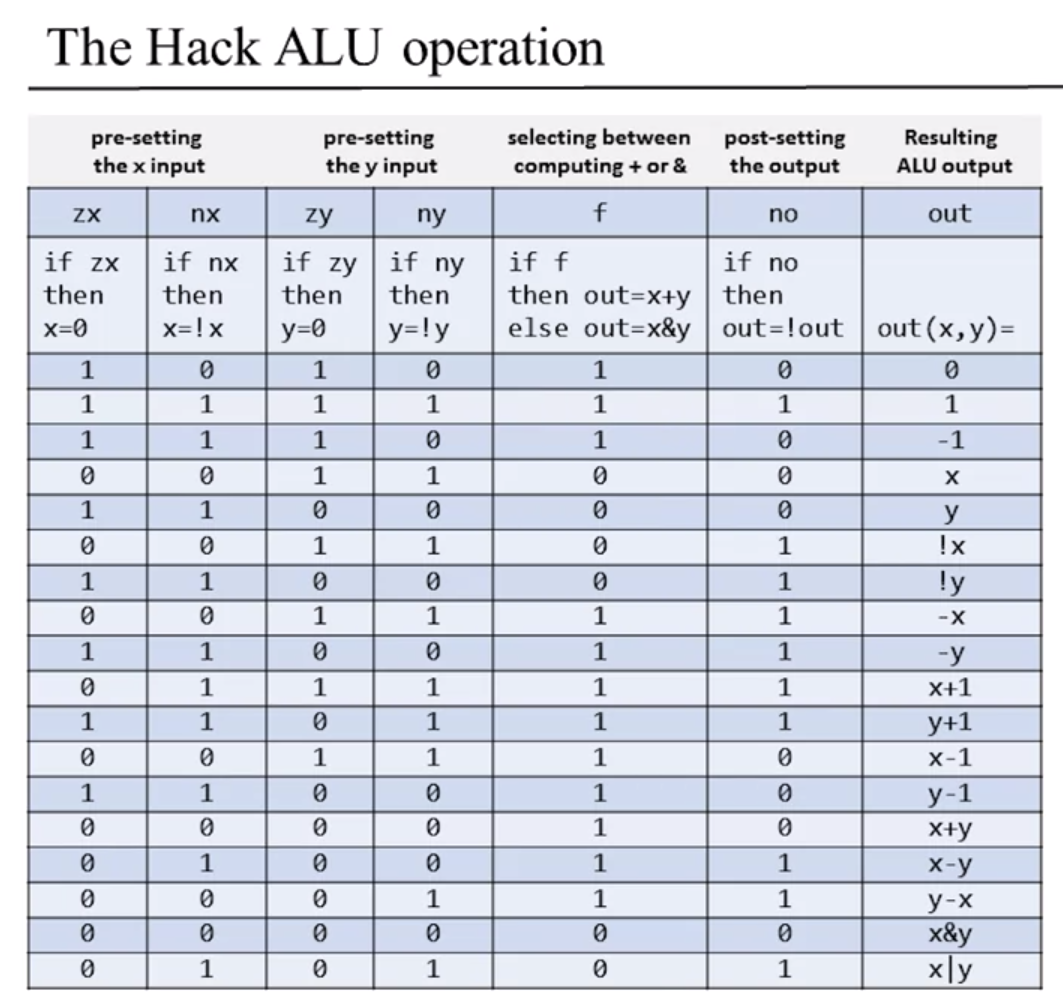 The Hack ALU operation
pre-setting the x input
pre-setting the y input
selecting between computing + or &
post-setting the output
Resulting ALU output
zx nx zy ny f no out
if zx then x=0
if nx then x=!x
if zy then y=0
if ny then y=!y
if f then out=x+y else out=x&y
if no then out=!out
out(x,y)=
1 0 1 0 1 0 0
1 1 1 1 1 1 1
1 1 1 0 1 0 -1
0 0 1 1 0 0 x
1 1 0 0 0 0 y
0 0 1 1 0 1 !x
1 1 0 0 0 1 !y
0 0 1 1 1 1 -x
1 1 0 0 1 1 -y
0 1 1 1 1 1 x+1
1 1 0 1 1 1 y+1
0 0 1 1 1 0 x-1
1 1 0 0 1 0 y-1
0 0 0 0 1 0 x+y
0 1 0 0 1 1 x-y
0 0 0 1 1 1 y-x
0 0 0 0 0 0 x&y
0 1 0 1 0 1 x|y